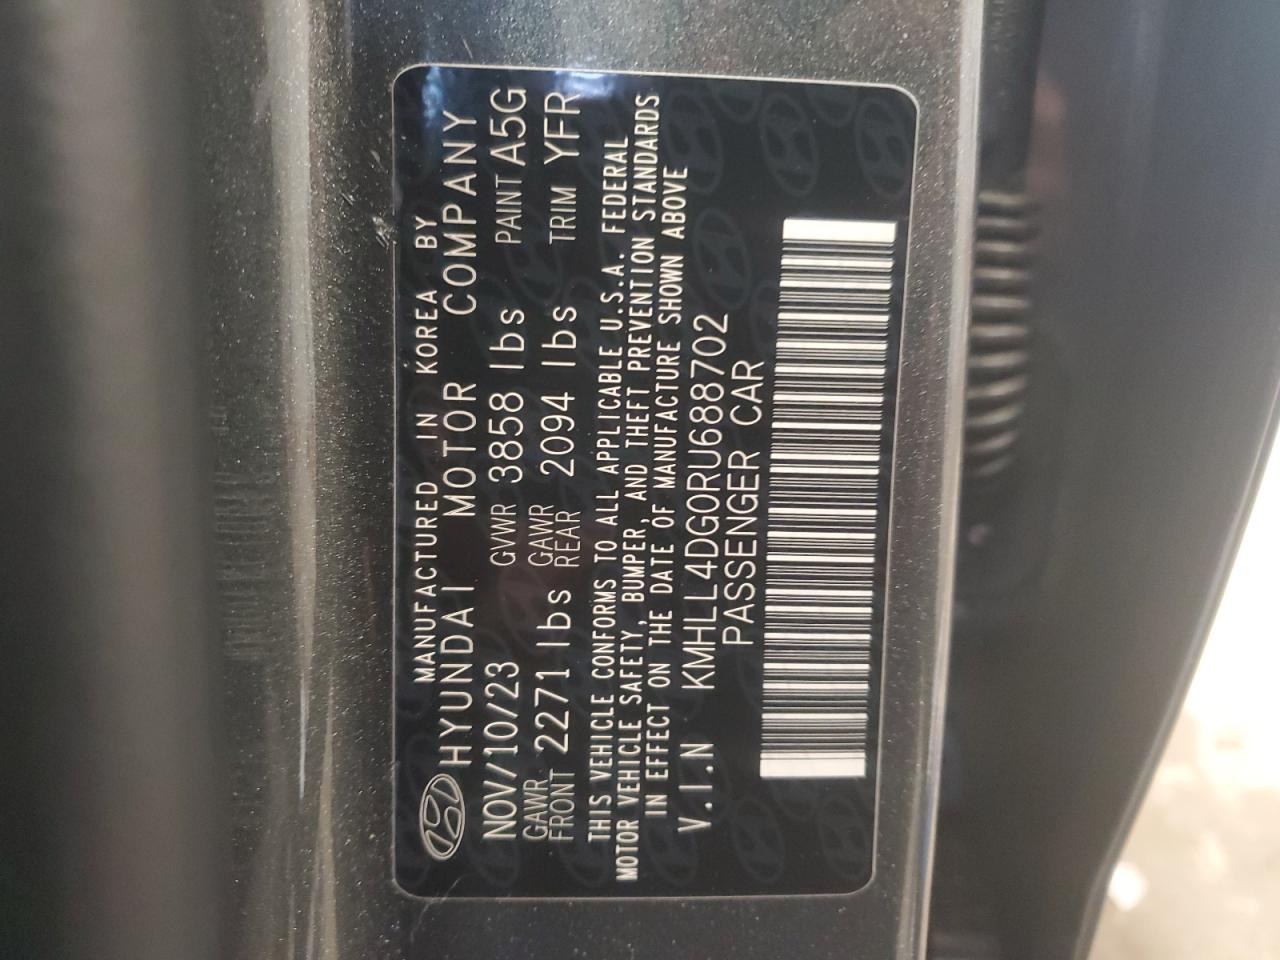 MANUFACTURED IN KOREA BY
HYUNDAI MOTOR COMPANY
NOV/10/23 GVWR 3858 lbs PAINT A5G
GAWR FRONT 2271 lbs GAWR REAR 2094 lbs TRIM YFR
THIS VEHICLE CONFORMS TO ALL APPLICABLE U.S.A. FEDERAL
MOTOR VEHICLE SAFETY, BUMPER, AND THEFT PREVENTION STANDARDS
IN EFFECT ON THE DATE OF MANUFACTURE SHOWN ABOVE
V.I.N KMHLL4DG0RU688702
PASSENGER CAR